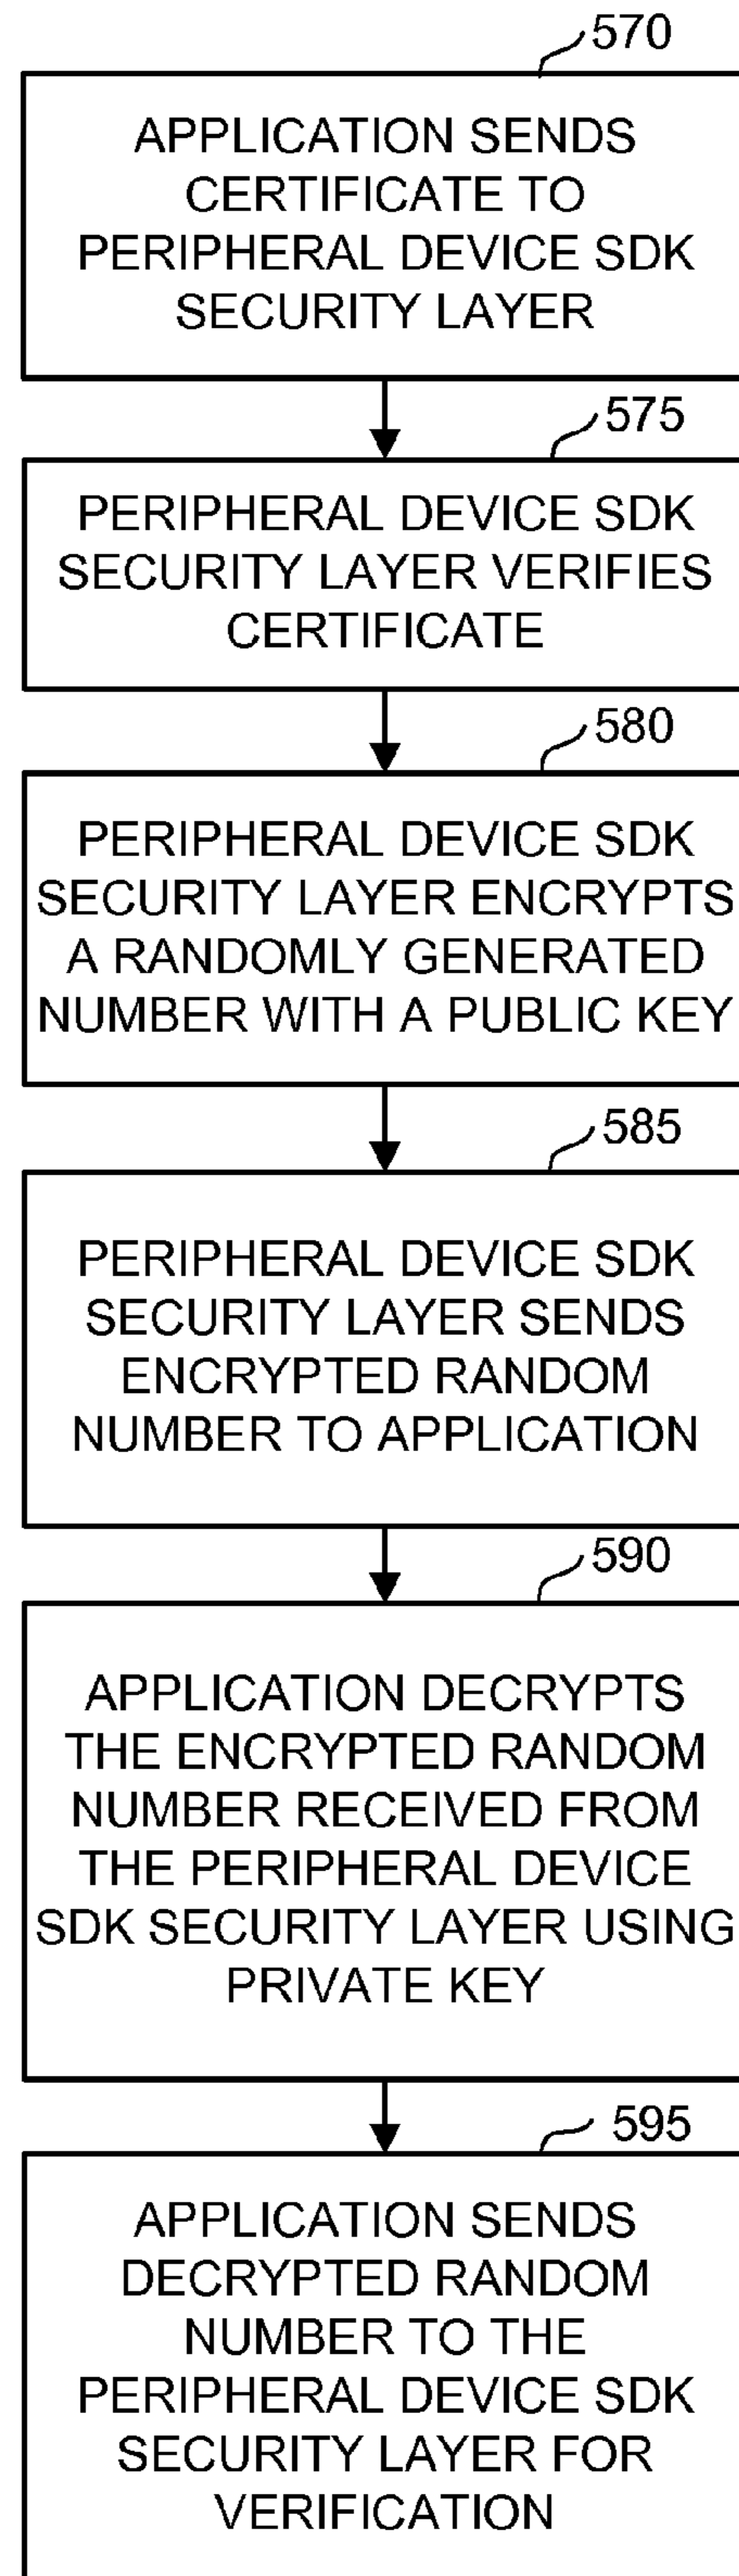 570
APPLICATION SENDS
CERTIFICATE TO
PERIPHERAL DEVICE SDK
SECURITY LAYER
575
PERIPHERAL DEVICE SDK
SECURITY LAYER VERIFIES
CERTIFICATE
580
PERIPHERAL DEVICE SDK
SECURITY LAYER ENCRYPTS
A RANDOMLY GENERATED
NUMBER WITH A PUBLIC KEY
585
PERIPHERAL DEVICE SDK
SECURITY LAYER SENDS
ENCRYPTED RANDOM
NUMBER TO APPLICATION
590
APPLICATION DECRYPTS
THE ENCRYPTED RANDOM
NUMBER RECEIVED FROM
THE PERIPHERAL DEVICE
SDK SECURITY LAYER USING
PRIVATE KEY
595
APPLICATION SENDS
DECRYPTED RANDOM
NUMBER TO THE
PERIPHERAL DEVICE SDK
SECURITY LAYER FOR
VERIFICATION